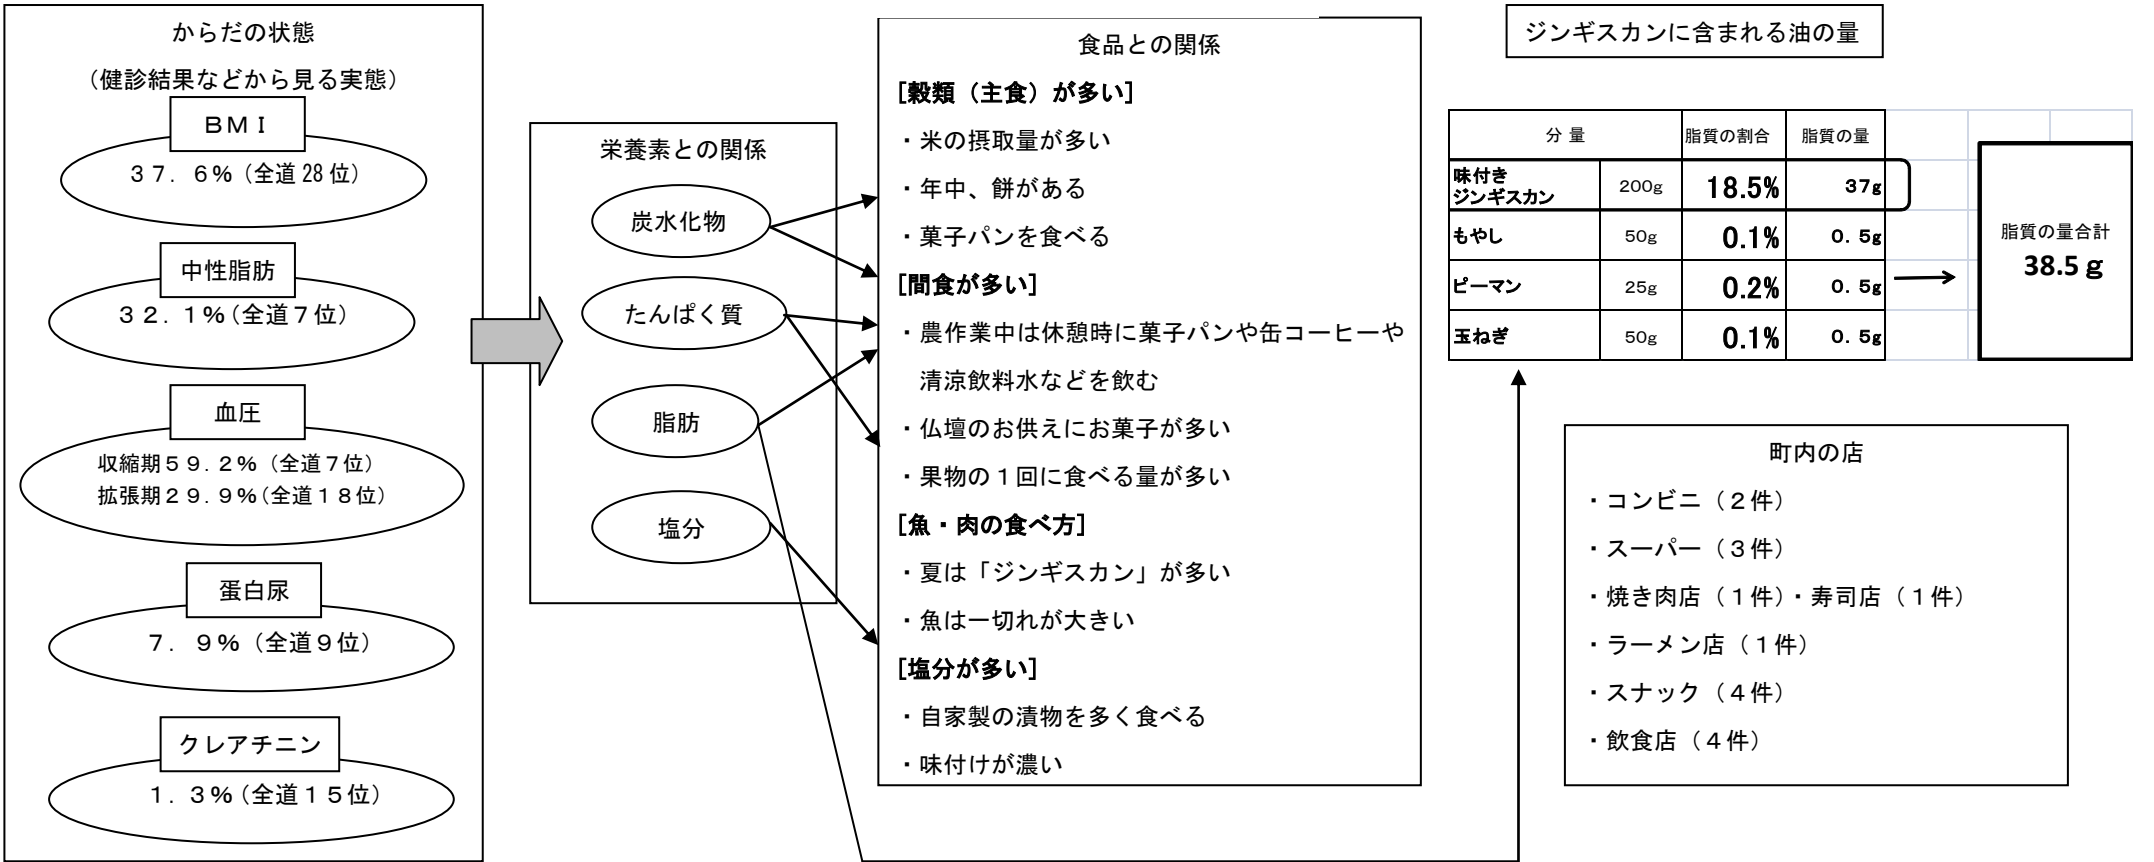 からだの状態
（健診結果などから見る実態）
ＢＭＩ
３７．６％（全道28位）
中性脂肪
３２．１％（全道７位）
血圧
収縮期５９.２％（全道７位）
拡張期２９.９％（全道１８位）
蛋白尿
７．９％（全道９位）
クレアチニン
１．３％（全道１５位）
栄養素との関係
炭水化物
たんぱく質
脂肪
塩分
食品との関係
[穀類（主食）が多い]
・米の摂取量が多い
・年中、餅がある
・菓子パンを食べる
[間食が多い]
・農作業中は休憩時に菓子パンや缶コーヒーや
清涼飲料水などを飲む
・仏壇のお供えにお菓子が多い
・果物の１回に食べる量が多い
[魚・肉の食べ方]
・夏は「ジンギスカン」が多い
・魚は一切れが大きい
[塩分が多い]
・自家製の漬物を多く食べる
・味付けが濃い
ジンギスカンに含まれる油の量
分 量 脂質の割合 脂質の量
味付き
ジンギスカン 200g 18.5% 37g
もやし 50g 0.1% 0.5g
ピーマン 25g 0.2% 0.5g
玉ねぎ 50g 0.1% 0.5g
脂質の量合計
38.5ｇ
町内の店
・コンビニ（２件）
・スーパー（３件）
・焼き肉店（１件）・寿司店（１件）
・ラーメン店（１件）
・スナック（４件）
・飲食店（４件）